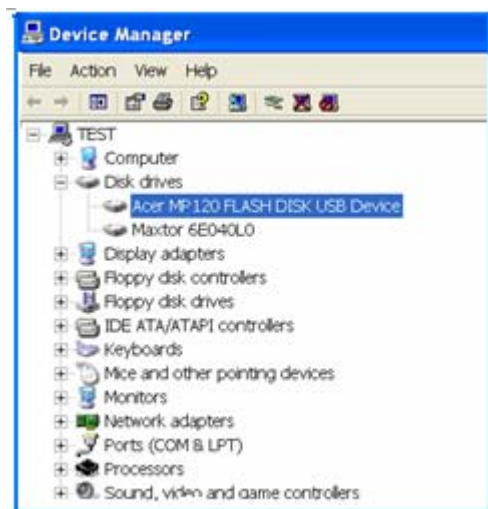 Device Manager
File Action View Help
TEST
Computer
Disk drives
Acer MP120 FLASH DISK USB Device
Maxtor 6E040L0
Display adapters
Floppy disk controllers
Floppy disk drives
IDE ATA/ATAPI controllers
Keyboards
Mice and other pointing devices
Monitors
Network adapters
Ports (COM & LPT)
Processors
Sound, video and game controllers